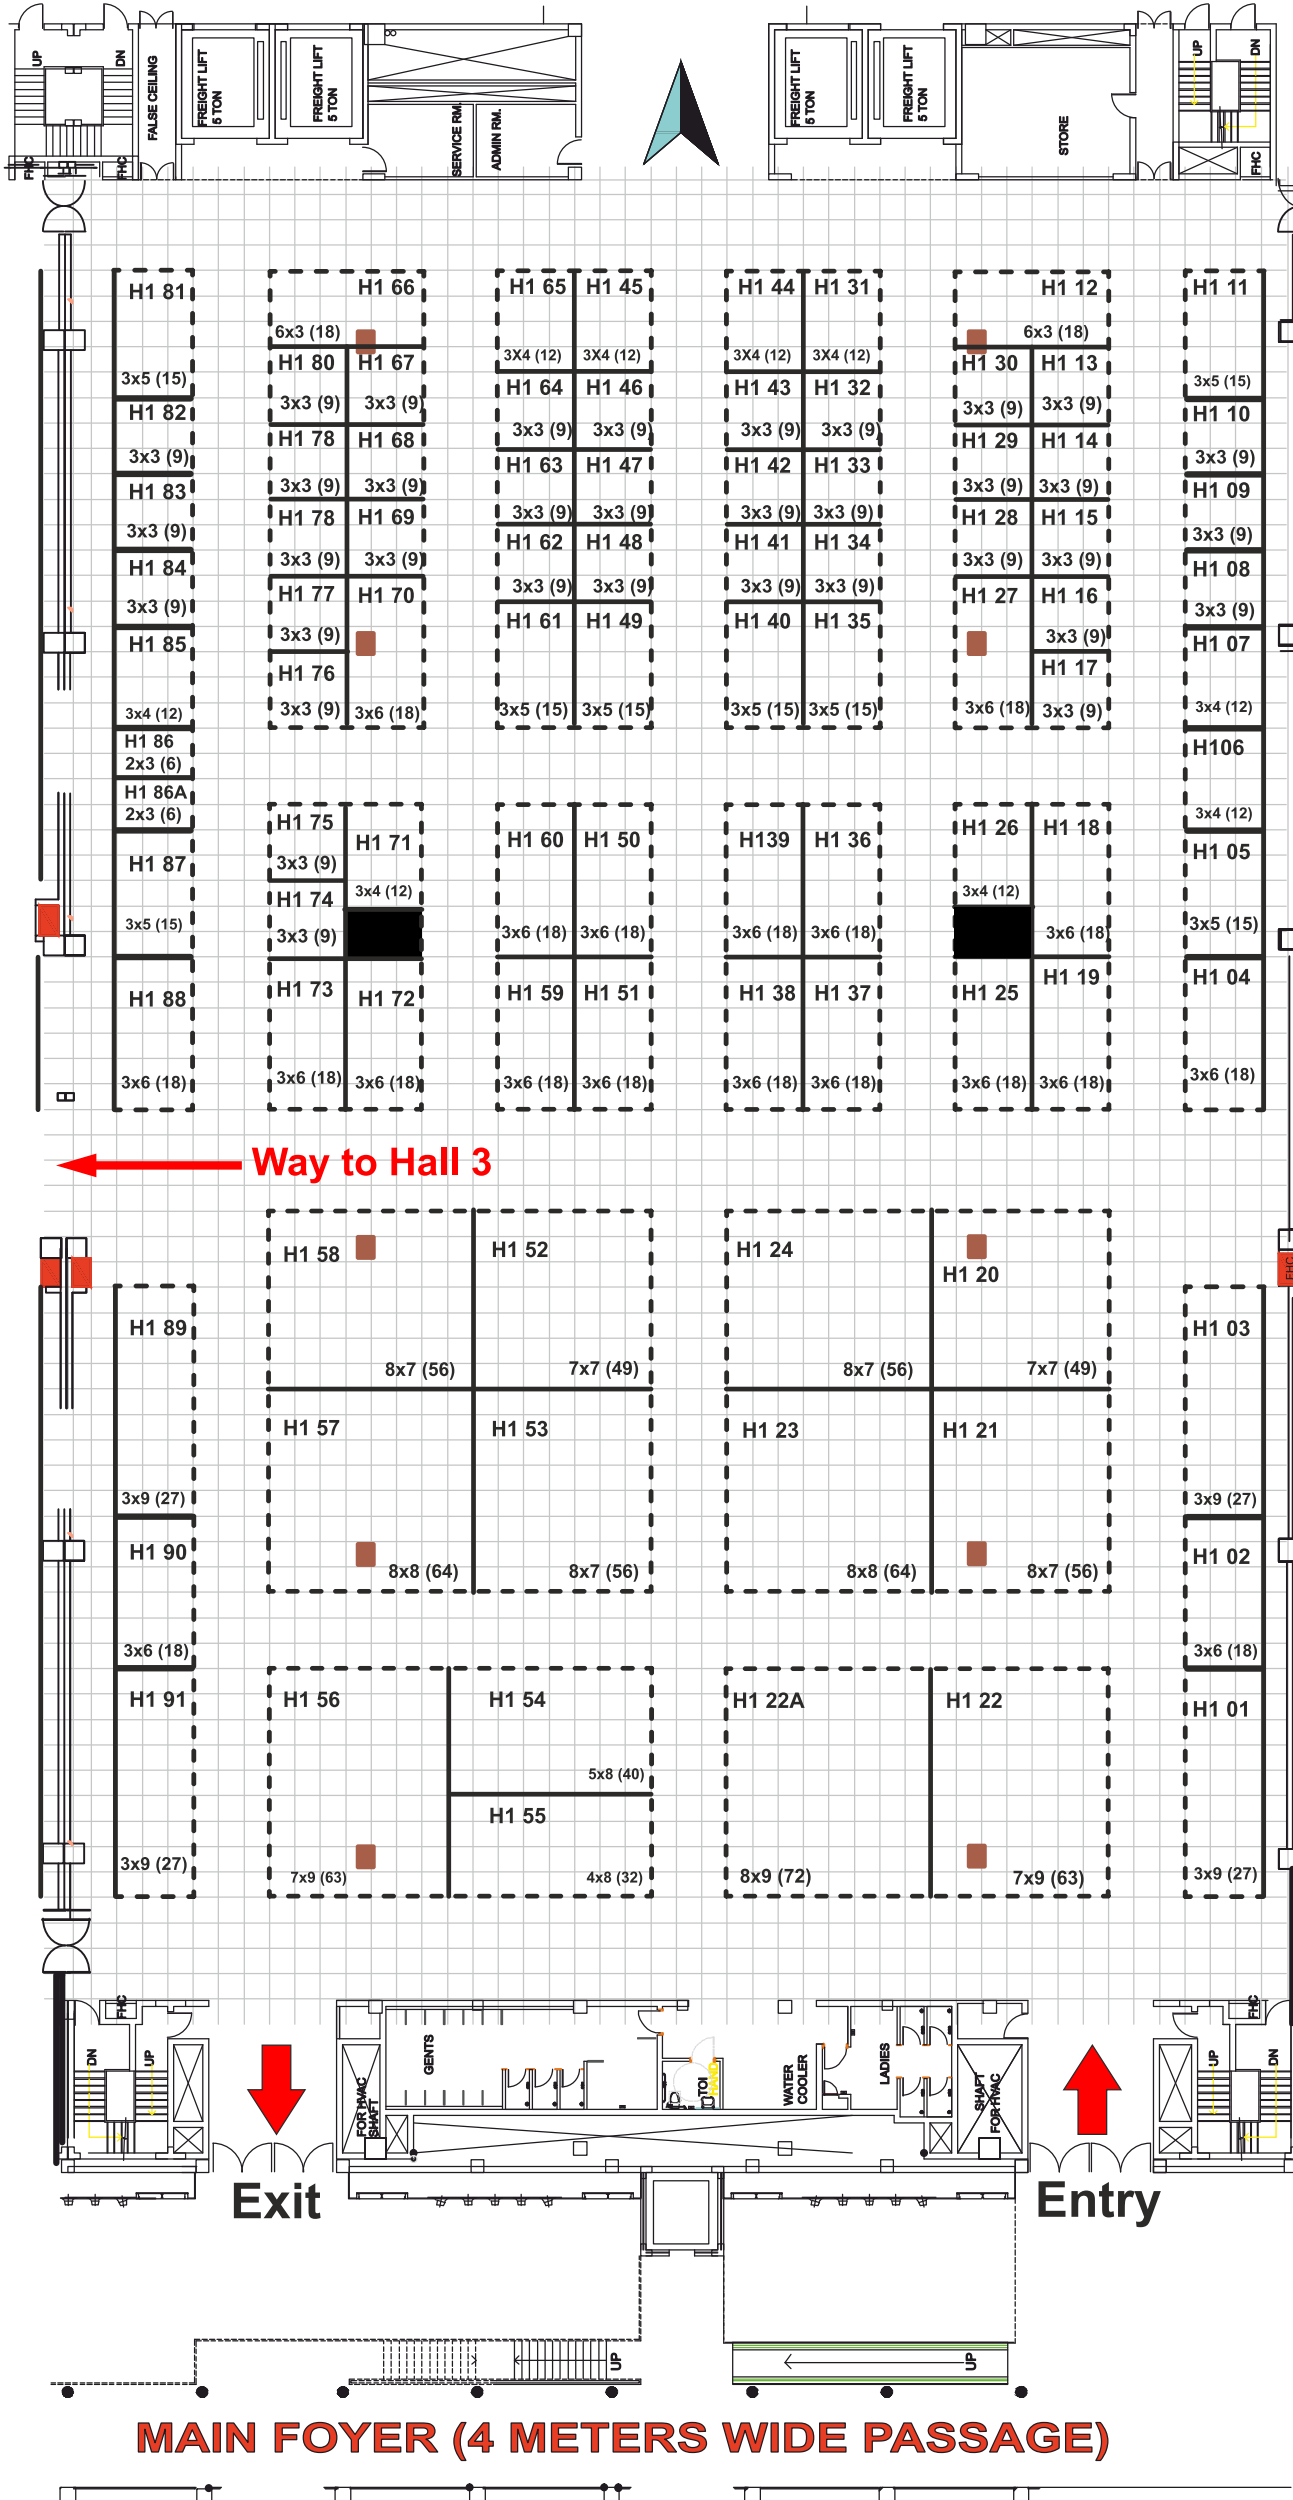 UP
DN
FALSE CEILING
FREIGHT LIFT
5 TON
FREIGHT LIFT
5 TON
SERVICE RM.
ADMIN RM.
FREIGHT LIFT
5 TON
FREIGHT LIFT
5 TON
STORE
UP
DN
FHC
FHC
FHC
H1 81
3x5 (15)
H1 66
6x3 (18)
H1 65
3X4 (12)
H1 45
3X4 (12)
H1 44
3X4 (12)
H1 31
3X4 (12)
H1 12
6x3 (18)
H1 11
3x5 (15)
H1 82
3x3 (9)
H1 80
3x3 (9)
H1 67
3x3 (9)
H1 64
3x3 (9)
H1 46
3x3 (9)
H1 43
3x3 (9)
H1 32
3x3 (9)
H1 30
3x3 (9)
H1 13
3x3 (9)
H1 10
3x3 (9)
H1 83
3x3 (9)
H1 78
3x3 (9)
H1 68
3x3 (9)
H1 63
3x3 (9)
H1 47
3x3 (9)
H1 42
3x3 (9)
H1 33
3x3 (9)
H1 29
3x3 (9)
H1 14
3x3 (9)
H1 09
3x3 (9)
H1 84
3x3 (9)
H1 78
3x3 (9)
H1 69
3x3 (9)
H1 62
3x3 (9)
H1 48
3x3 (9)
H1 41
3x3 (9)
H1 34
3x3 (9)
H1 28
3x3 (9)
H1 15
3x3 (9)
H1 08
3x3 (9)
H1 85
3x4 (12)
H1 77
3x3 (9)
H1 70
3x6 (18)
H1 61
3x5 (15)
H1 49
3x5 (15)
H1 40
3x5 (15)
H1 35
3x5 (15)
H1 27
3x6 (18)
H1 16
3x3 (9)
H1 07
3x4 (12)
H1 76
3x3 (9)
H1 17
3x3 (9)
H1 86
2x3 (6)
H1 86A
2x3 (6)
H106
3x4 (12)
H1 87
3x5 (15)
H1 75
3x3 (9)
H1 71
3x4 (12)
H1 60
3x6 (18)
H1 50
3x6 (18)
H139
3x6 (18)
H1 36
3x6 (18)
H1 26
3x4 (12)
H1 18
3x6 (18)
H1 05
3x5 (15)
H1 74
3x3 (9)
H1 88
3x6 (18)
H1 73
3x6 (18)
H1 72
3x6 (18)
H1 59
3x6 (18)
H1 51
3x6 (18)
H1 38
3x6 (18)
H1 37
3x6 (18)
H1 25
3x6 (18)
H1 19
3x6 (18)
H1 04
3x6 (18)
Way to Hall 3
H1 58
8x7 (56)
H1 52
7x7 (49)
H1 24
8x7 (56)
H1 20
7x7 (49)
FHC
H1 89
3x9 (27)
H1 03
3x9 (27)
H1 57
8x8 (64)
H1 53
8x7 (56)
H1 23
8x8 (64)
H1 21
8x7 (56)
H1 90
3x6 (18)
H1 02
3x6 (18)
H1 91
3x9 (27)
H1 56
7x9 (63)
H1 54
5x8 (40)
H1 55
4x8 (32)
H1 22A
8x9 (72)
H1 22
7x9 (63)
H1 01
3x9 (27)
FHC
DN
UP
FOR HVAC
SHAFT
GENTS
TOI
HAND
WATER
COOLER
LADIES
SHAFT
FOR HVAC
FHC
UP
DN
Exit
Entry
UP
UP
MAIN FOYER (4 METERS WIDE PASSAGE)